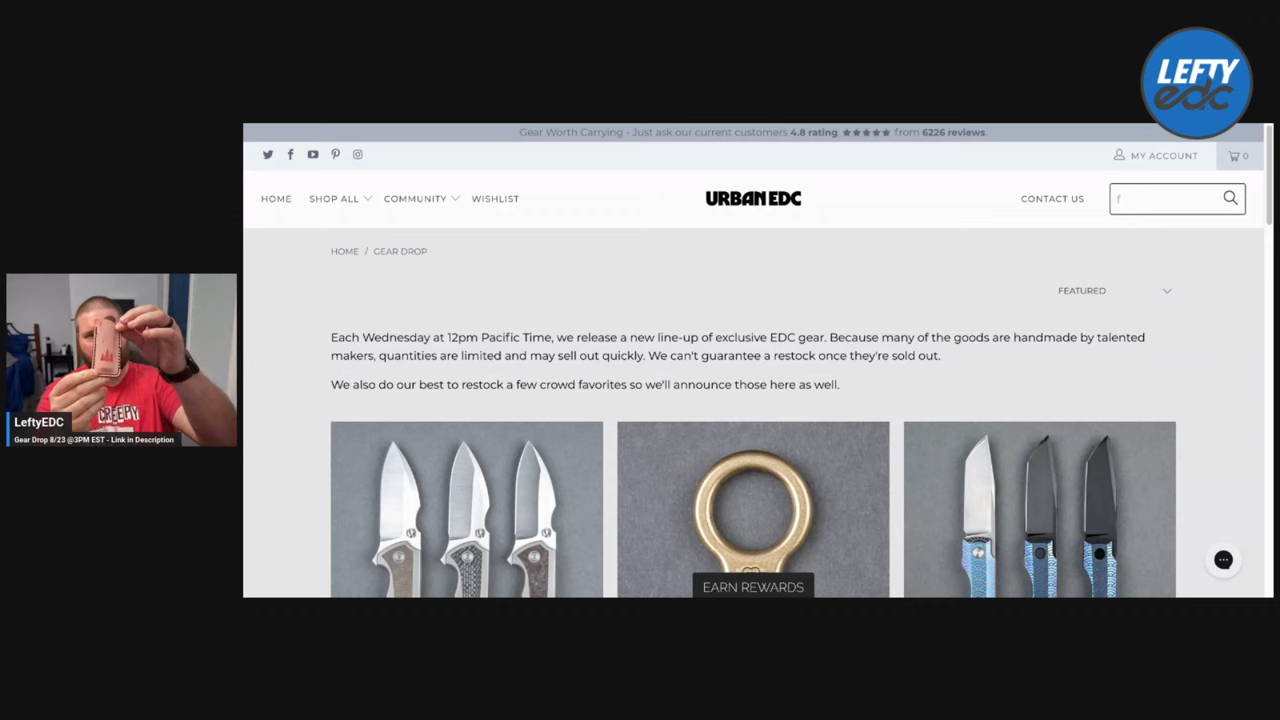 LEFTY
edc
Gear Worth Carrying - Just ask our current customers 4.8 rating ★★★★★ from 6226 reviews.
MY ACCOUNT
0
HOME
SHOP ALL
COMMUNITY
WISHLIST
URBAN EDC
CONTACT US
f
HOME / GEAR DROP
FEATURED
Each Wednesday at 12pm Pacific Time, we release a new line-up of exclusive EDC gear. Because many of the goods are handmade by talented
makers, quantities are limited and may sell out quickly. We can't guarantee a restock once they're sold out.
We also do our best to restock a few crowd favorites so we'll announce those here as well.
CREEPY
LeftyEDC
Gear Drop 8/23 @3PM EST - Link in Description
EARN REWARDS